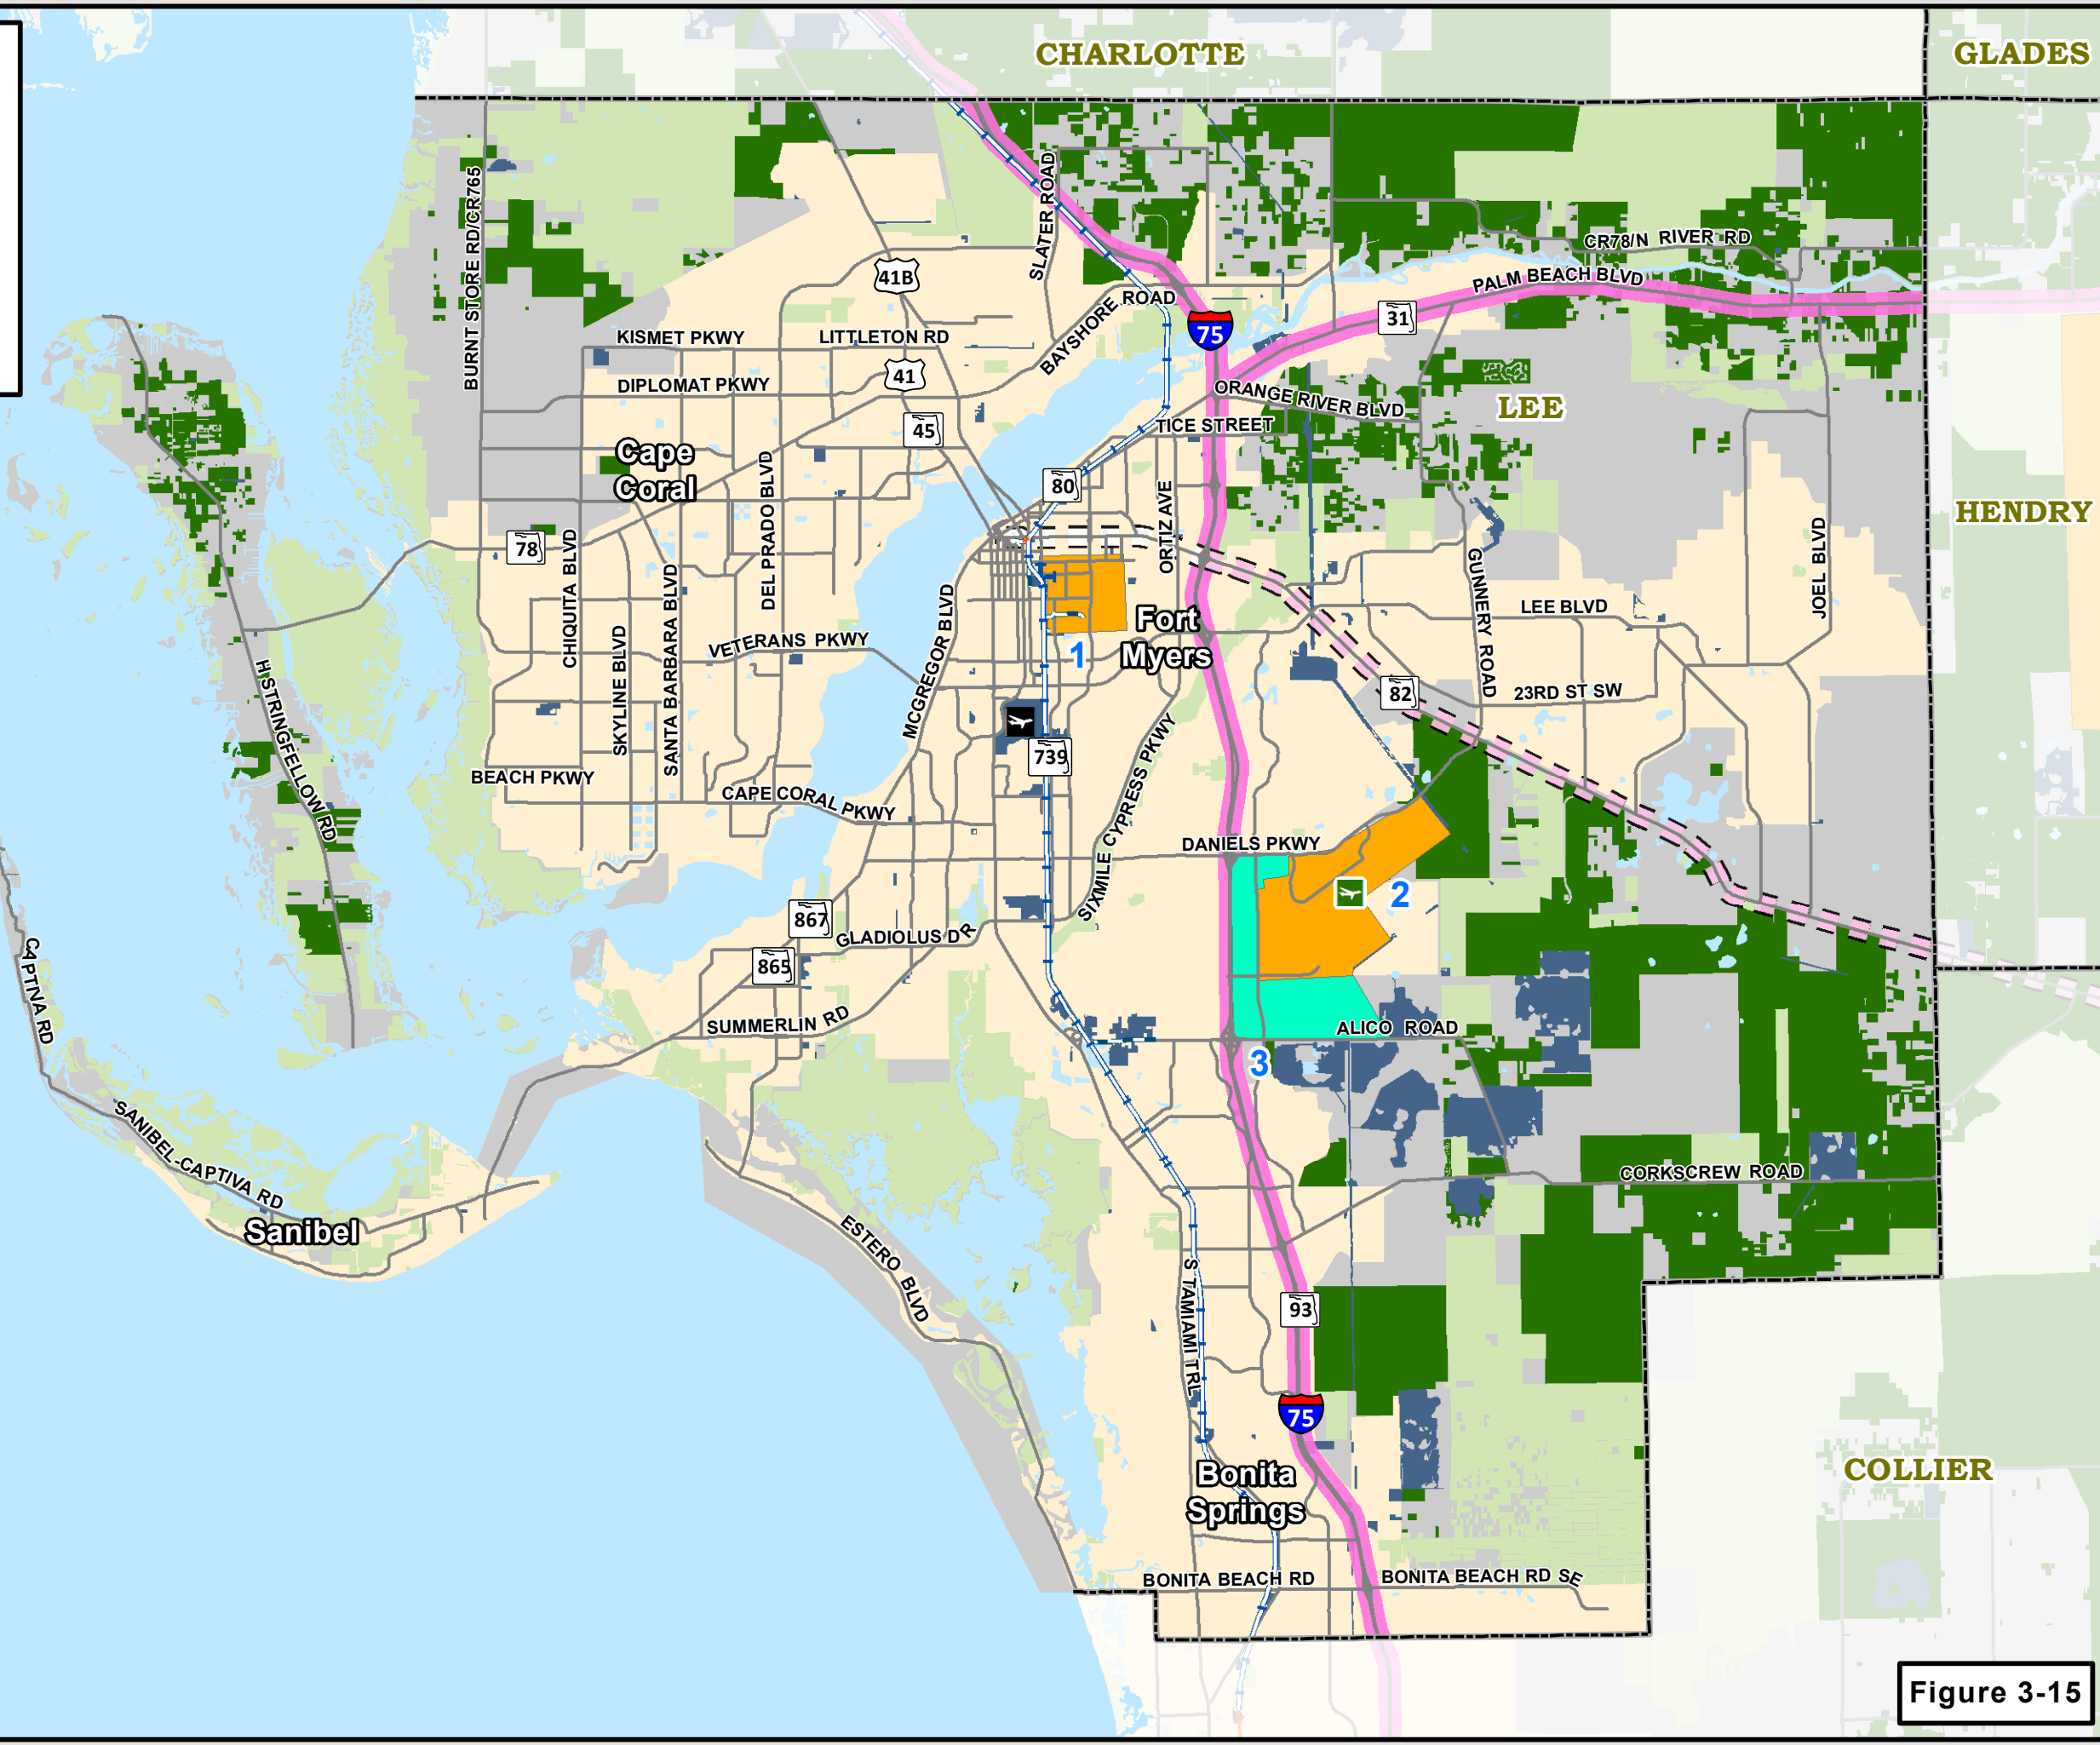 CHARLOTTE
GLADES
SLATER ROAD
BURNT STORE RD/CR765
CR78/N RIVER RD
41B
PALM BEACH BLVD
BAYSHORE ROAD
31
75
KISMET PKWY
LITTLETON RD
41
DIPLOMAT PKWY
ORANGE RIVER BLVD
LEE
45
TICE STREET
Cape
Coral
80
DEL PRADO BLVD
ORTIZ AVE
HENDRY
78
CHIQUITA BLVD
GUNNERY ROAD
JOEL BLVD
SANTA BARBARA BLVD
SKYLINE BLVD
MCGREGOR BLVD
LEE BLVD
Fort
Myers
1
VETERANS PKWY
H STRINGFELLOW RD
82
23RD ST SW
739
SIXMILE CYPRESS PKWY
BEACH PKWY
CAPE CORAL PKWY
DANIELS PKWY
2
867
GLADIOLUS DR
865
CAPTNA RD
SUMMERLIN RD
ALICO ROAD
3
SANIBEL-CAPTIVA RD
CORKSCREW ROAD
Sanibel
ESTERO BLVD
S TAMIAMI TRL
93
75
Bonita
Springs
COLLIER
BONITA BEACH RD
BONITA BEACH RD SE
Figure 3-15